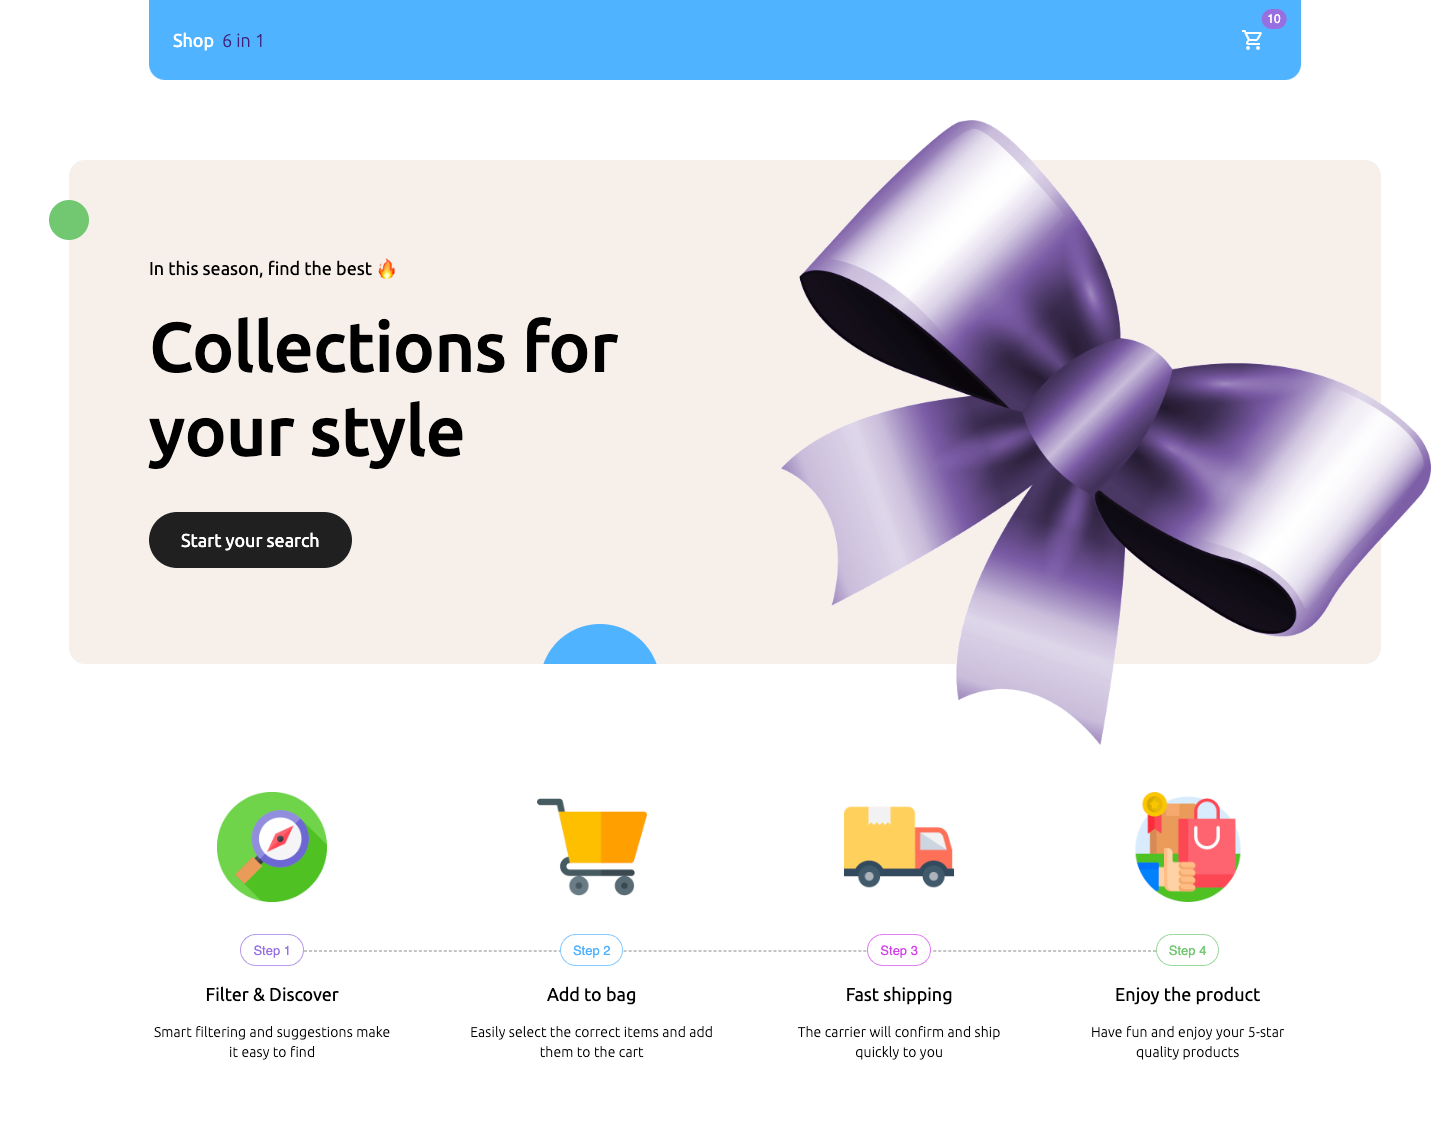 Shop 6 in 1
10
In this season, find the best 🔥
Collections for
your style
Start your search
Step 1
Step 2
Step 3
Step 4
Filter & Discover
Smart filtering and suggestions make
it easy to find
Add to bag
Easily select the correct items and add
them to the cart
Fast shipping
The carrier will confirm and ship
quickly to you
Enjoy the product
Have fun and enjoy your 5-star
quality products